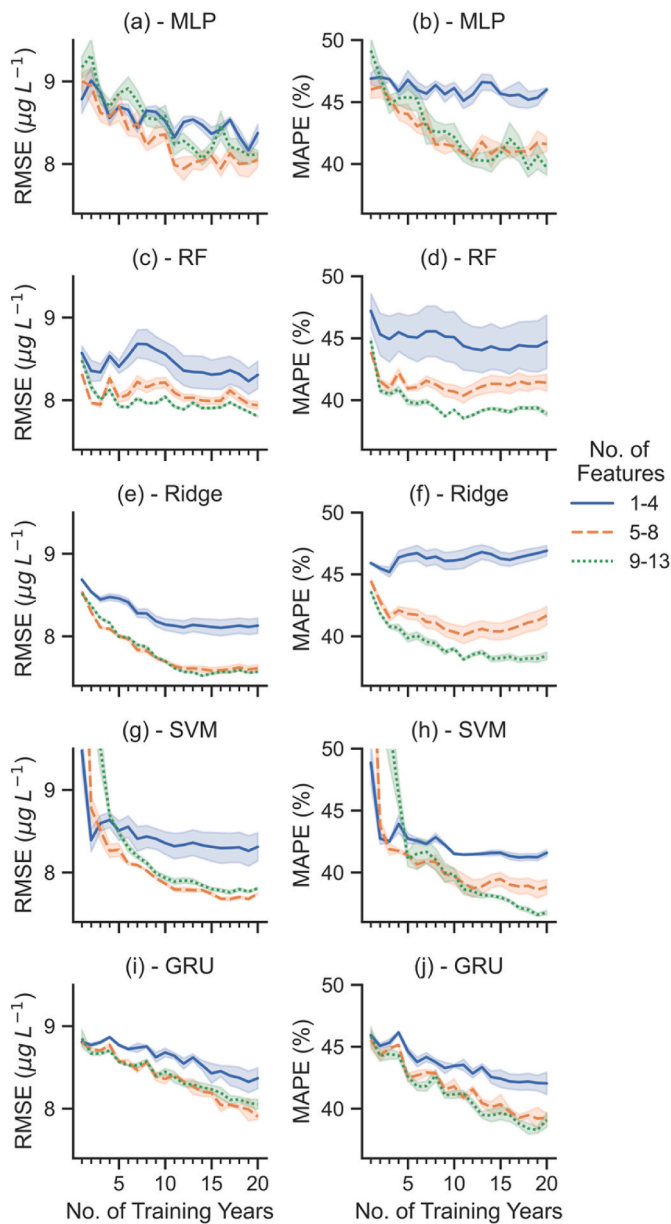 (a) - MLP
(b) - MLP
RMSE (µg L⁻¹)
9
8
MAPE (%)
50
45
40
(c) - RF
(d) - RF
RMSE (µg L⁻¹)
9
8
MAPE (%)
50
45
40
No. of
Features
1-4
5-8
9-13
(e) - Ridge
(f) - Ridge
RMSE (µg L⁻¹)
9
8
MAPE (%)
50
45
40
(g) - SVM
(h) - SVM
RMSE (µg L⁻¹)
9
8
MAPE (%)
50
45
40
(i) - GRU
(j) - GRU
RMSE (µg L⁻¹)
9
8
MAPE (%)
50
45
40
5 10 15 20
5 10 15 20
No. of Training Years
No. of Training Years